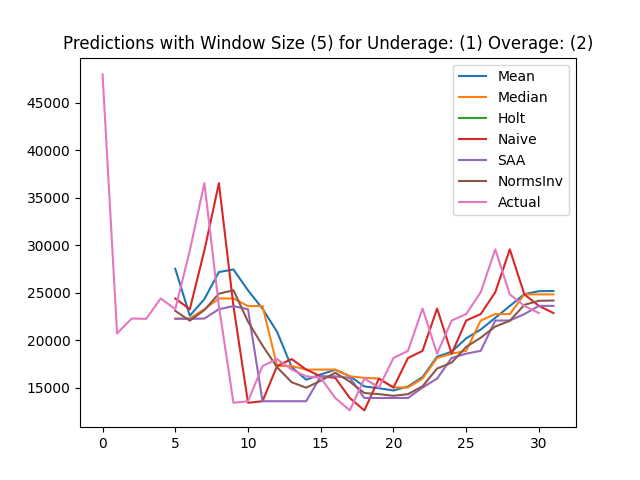 Predictions with Window Size (5) for Underage: (1) Overage: (2)
45000
40000
35000
30000
25000
20000
15000
0
5
10
15
20
25
30
Mean
Median
Holt
Naive
SAA
NormsInv
Actual